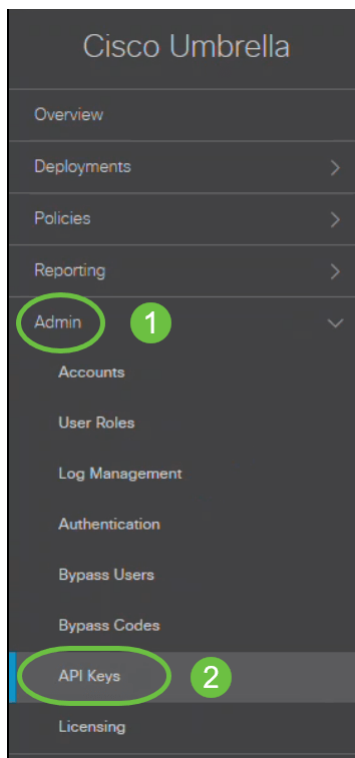 Cisco Umbrella
Overview
Deployments
Policies
Reporting
Admin 1
Accounts
User Roles
Log Management
Authentication
Bypass Users
Bypass Codes
API Keys 2
Licensing